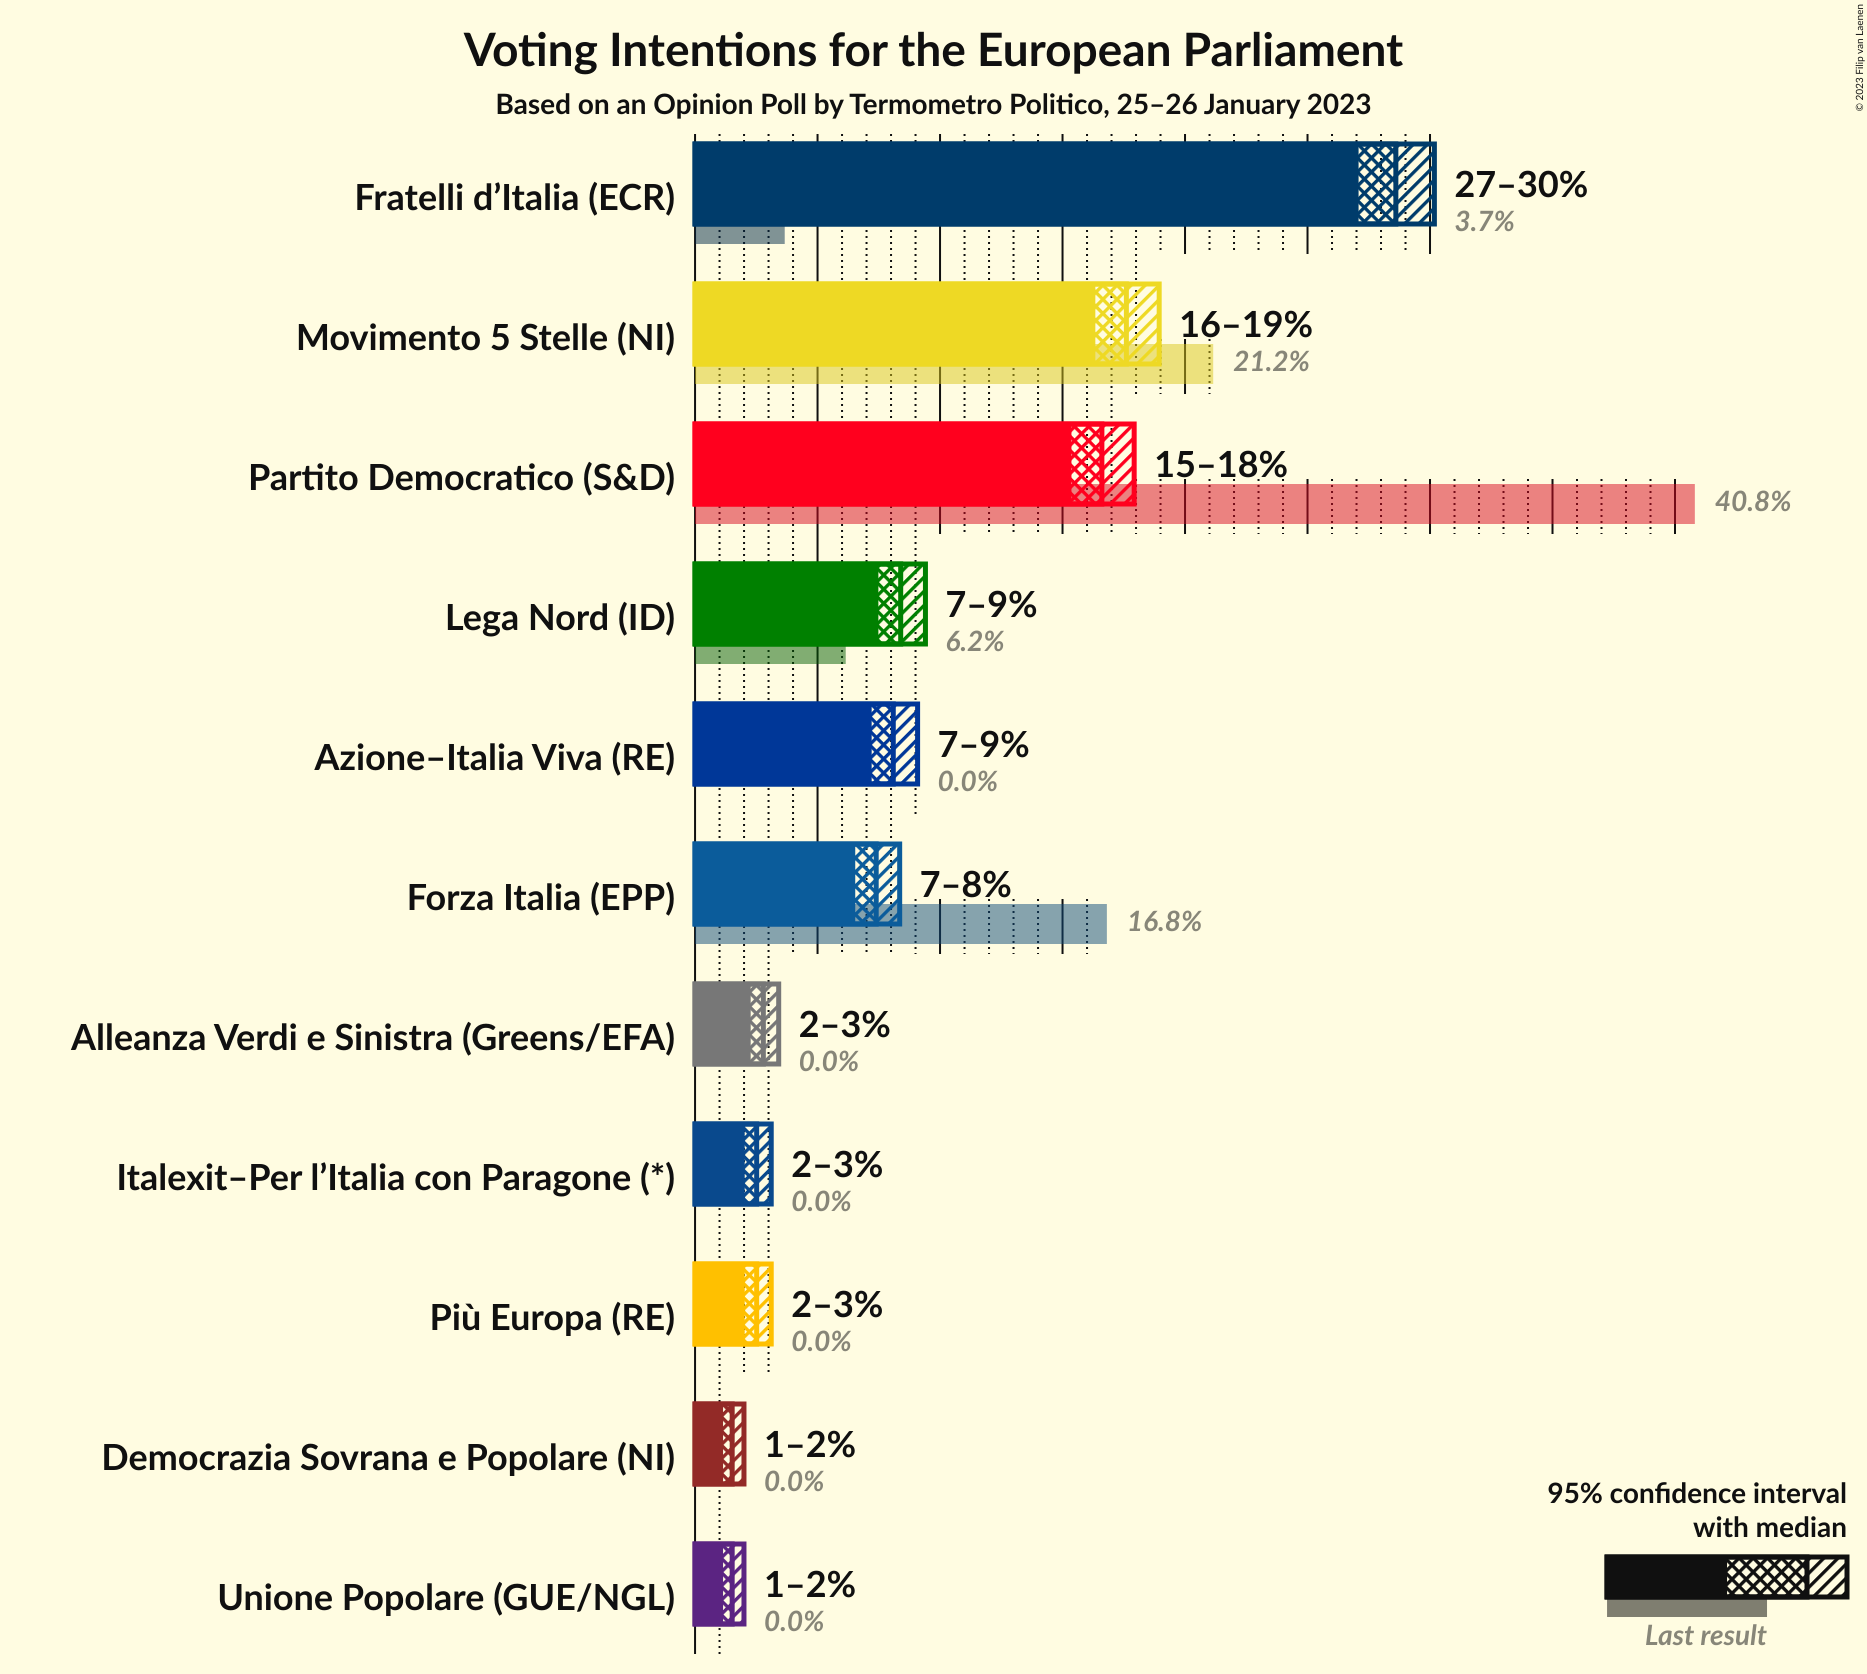 Voting Intentions for the European Parliament
Based on an Opinion Poll by Termometro Politico, 25–26 January 2023
© 2023 Filip van Laenen
Fratelli d’Italia (ECR)
27–30%
3.7%
Movimento 5 Stelle (NI)
16–19%
21.2%
Partito Democratico (S&D)
15–18%
40.8%
Lega Nord (ID)
7–9%
6.2%
Azione–Italia Viva (RE)
7–9%
0.0%
Forza Italia (EPP)
7–8%
16.8%
Alleanza Verdi e Sinistra (Greens/EFA)
2–3%
0.0%
Italexit–Per l’Italia con Paragone (*)
2–3%
0.0%
Più Europa (RE)
2–3%
0.0%
Democrazia Sovrana e Popolare (NI)
1–2%
0.0%
Unione Popolare (GUE/NGL)
1–2%
0.0%
95% confidence interval
with median
Last result